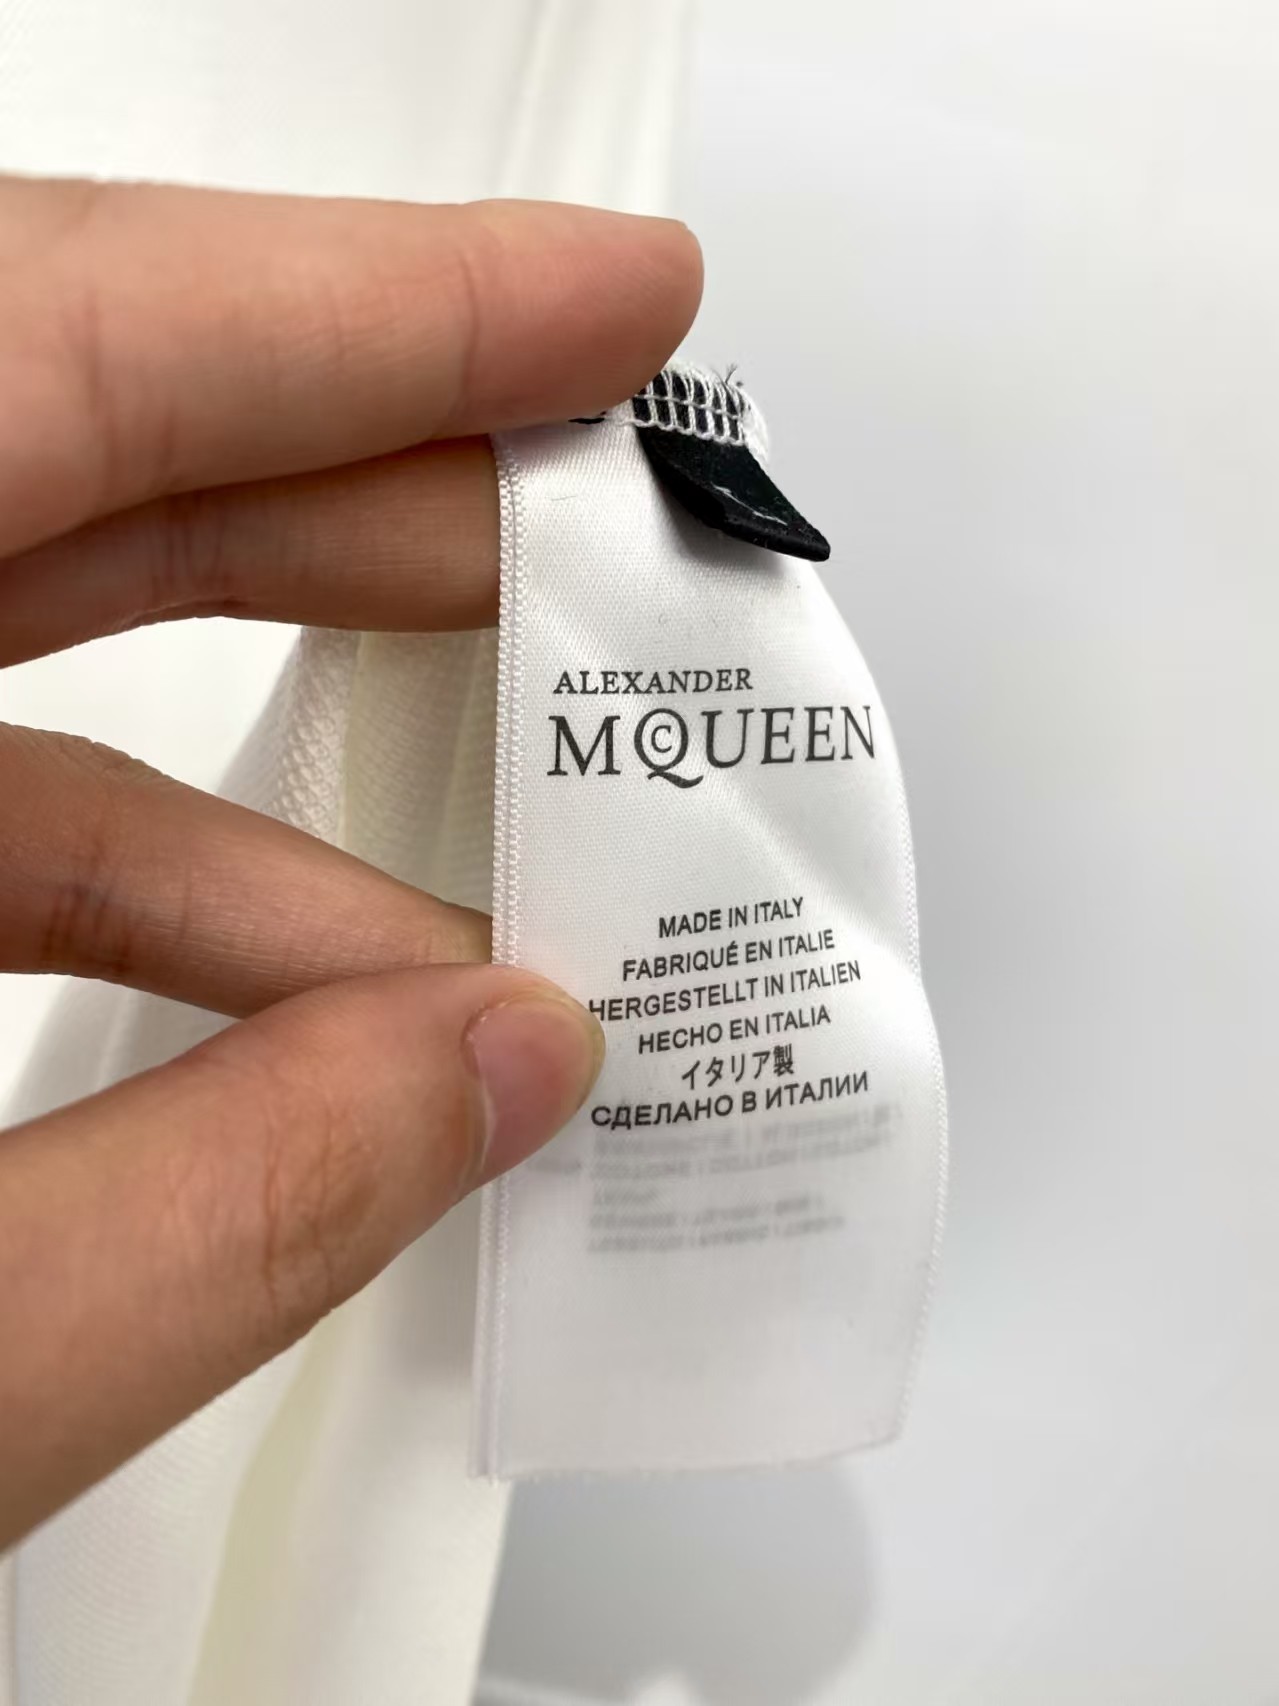 ALEXANDER
MCQUEEN
MADE IN ITALY
FABRIQUÉ EN ITALIE
HERGESTELLT IN ITALIEN
HECHO EN ITALIA
イタリア製
СДЕЛАНО В ИТАЛИИ